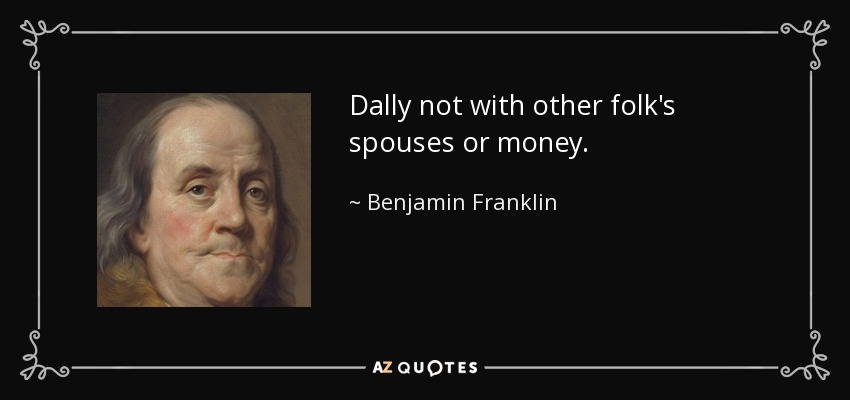 Dally not with other folk's
spouses or money.
~ Benjamin Franklin
AZ QUOTES